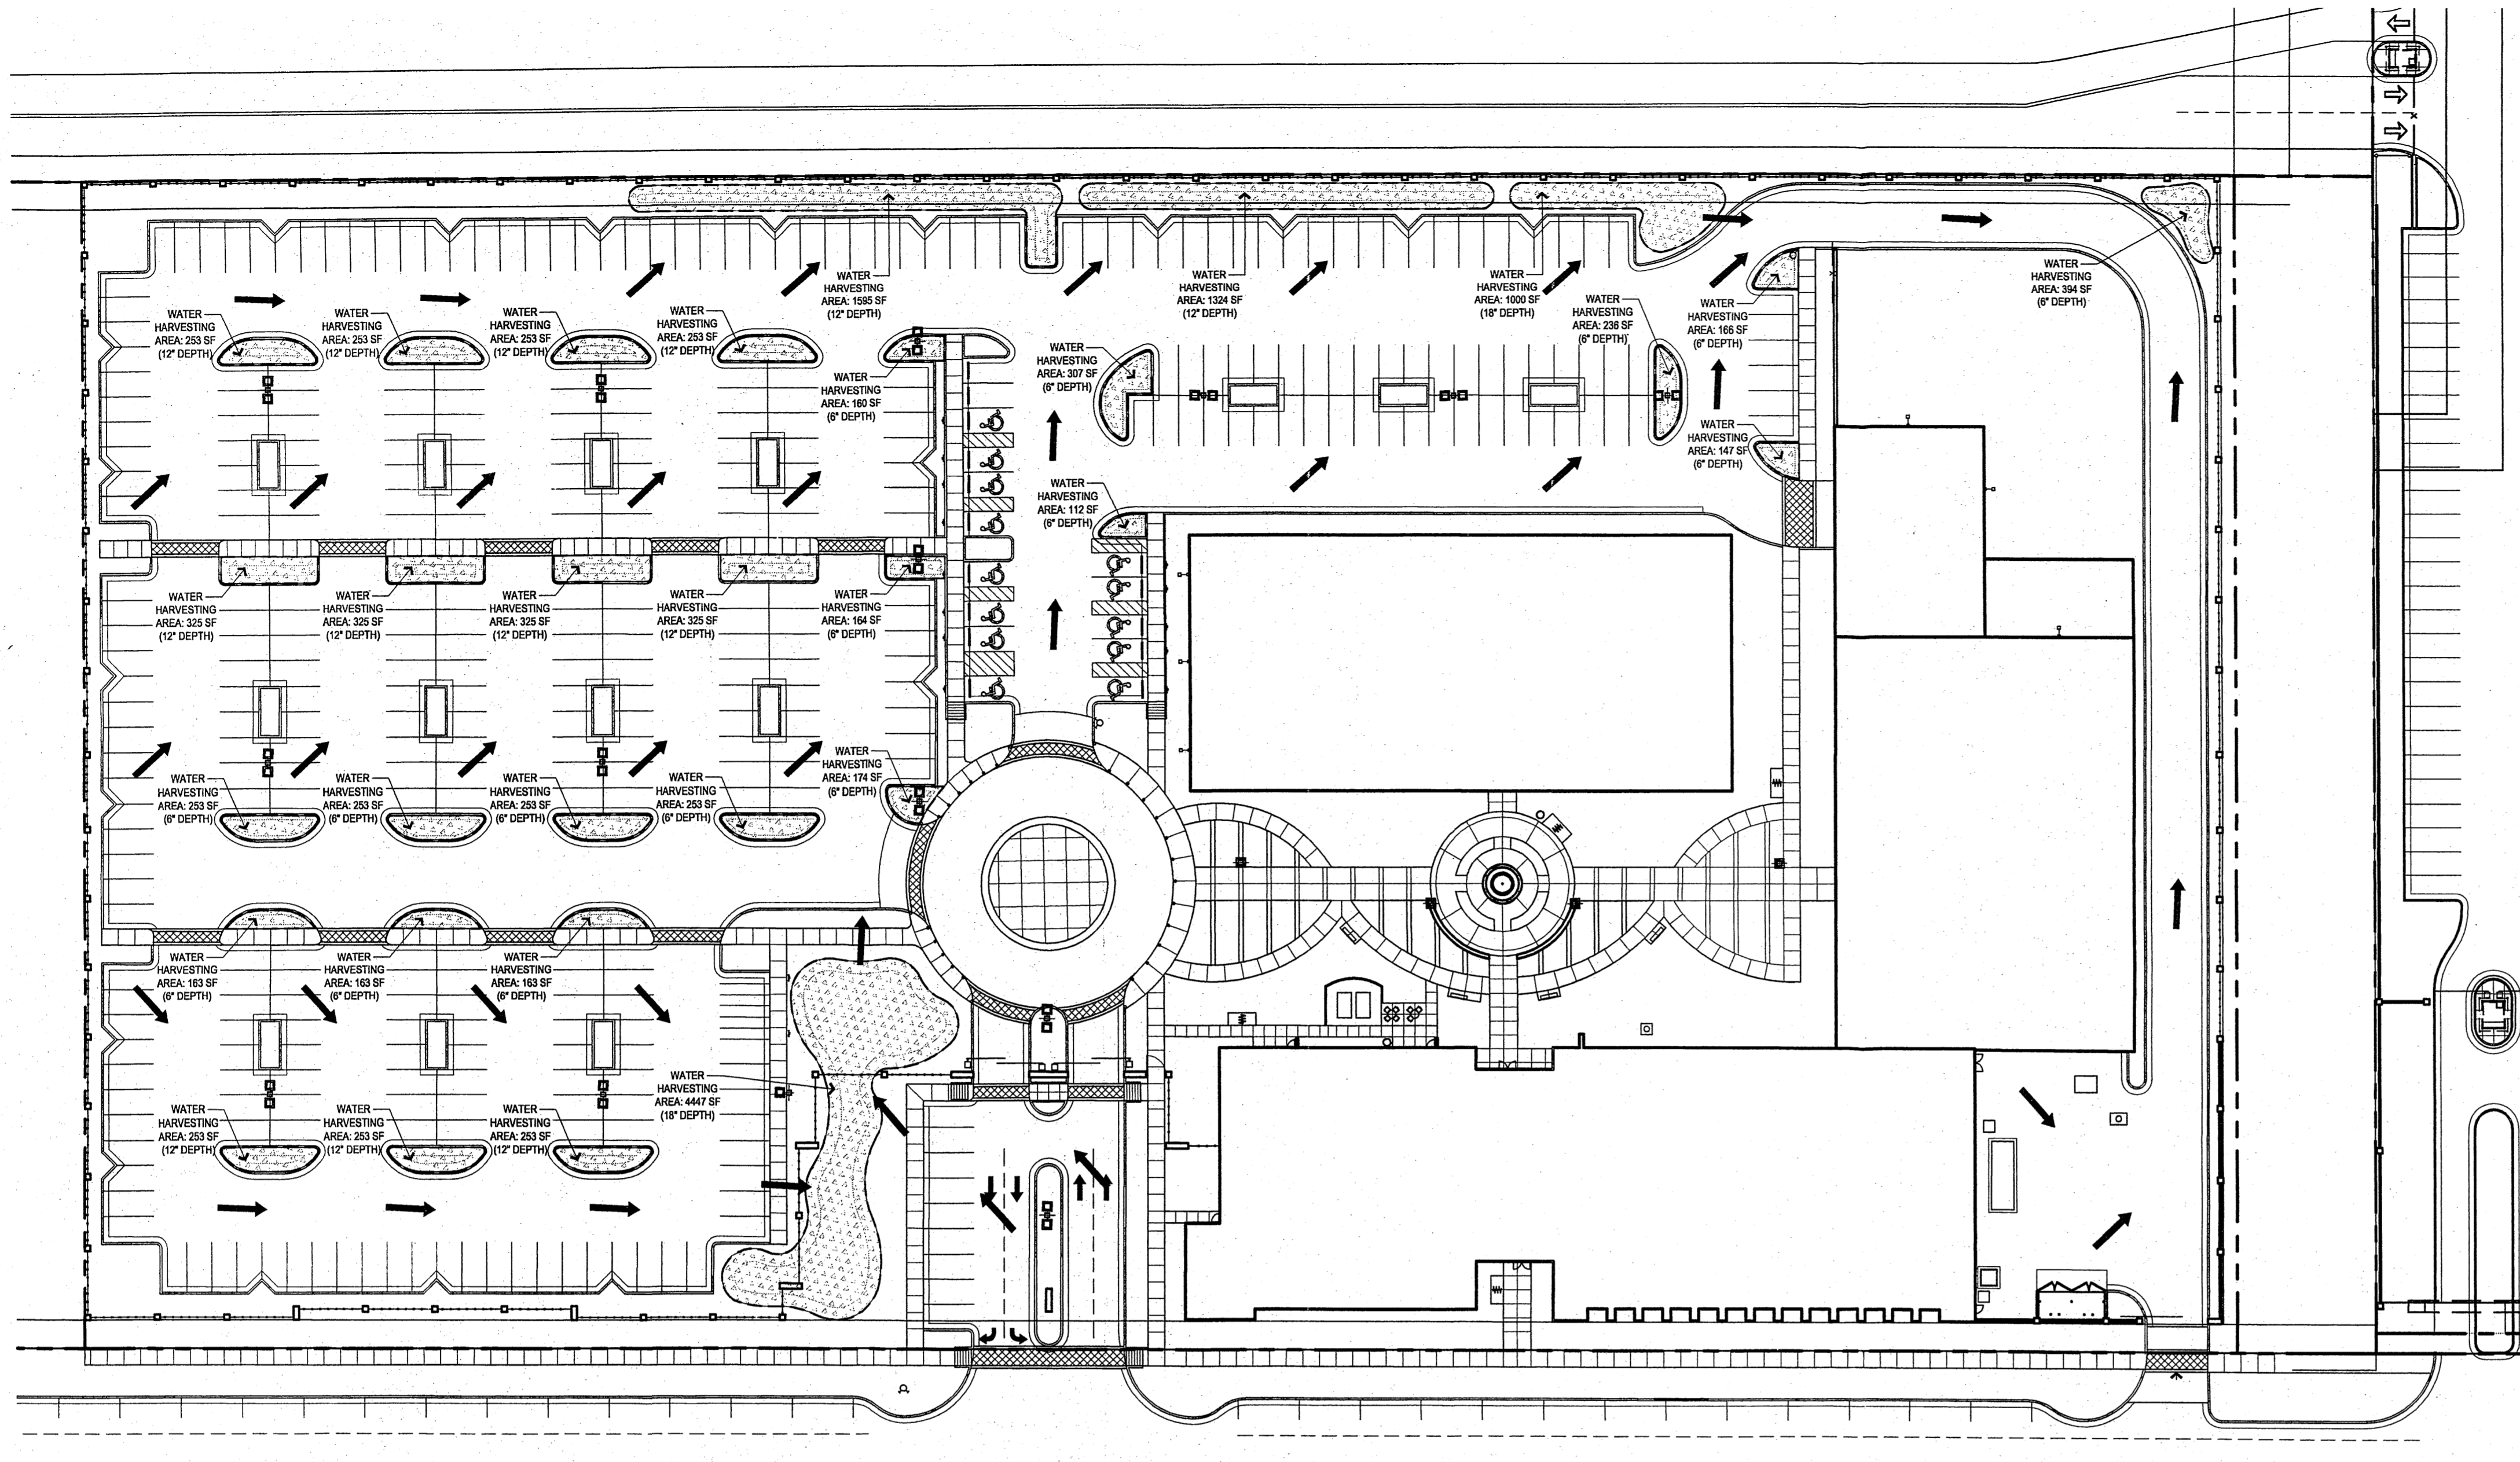 WATER
HARVESTING
AREA: 1595 SF
(12" DEPTH)
WATER
HARVESTING
AREA: 1324 SF
(12" DEPTH)
WATER
HARVESTING
AREA: 1000 SF
(18" DEPTH)
WATER
HARVESTING
AREA: 394 SF
(6" DEPTH)
WATER
HARVESTING
AREA: 253 SF
(12" DEPTH)
WATER
HARVESTING
AREA: 253 SF
(12" DEPTH)
WATER
HARVESTING
AREA: 253 SF
(12" DEPTH)
WATER
HARVESTING
AREA: 253 SF
(12" DEPTH)
WATER
HARVESTING
AREA: 236 SF
(6" DEPTH)
WATER
HARVESTING
AREA: 166 SF
(6" DEPTH)
WATER
HARVESTING
AREA: 160 SF
(6" DEPTH)
WATER
HARVESTING
AREA: 307 SF
(6" DEPTH)
WATER
HARVESTING
AREA: 147 SF
(6" DEPTH)
WATER
HARVESTING
AREA: 112 SF
(6" DEPTH)
WATER
HARVESTING
AREA: 325 SF
(12" DEPTH)
WATER
HARVESTING
AREA: 325 SF
(12" DEPTH)
WATER
HARVESTING
AREA: 325 SF
(12" DEPTH)
WATER
HARVESTING
AREA: 325 SF
(12" DEPTH)
WATER
HARVESTING
AREA: 164 SF
(6" DEPTH)
WATER
HARVESTING
AREA: 174 SF
(6" DEPTH)
WATER
HARVESTING
AREA: 253 SF
(6" DEPTH)
WATER
HARVESTING
AREA: 253 SF
(6" DEPTH)
WATER
HARVESTING
AREA: 253 SF
(6" DEPTH)
WATER
HARVESTING
AREA: 253 SF
(6" DEPTH)
WATER
HARVESTING
AREA: 163 SF
(6" DEPTH)
WATER
HARVESTING
AREA: 163 SF
(6" DEPTH)
WATER
HARVESTING
AREA: 163 SF
(6" DEPTH)
WATER
HARVESTING
AREA: 4447 SF
(18" DEPTH)
WATER
HARVESTING
AREA: 253 SF
(12" DEPTH)
WATER
HARVESTING
AREA: 253 SF
(12" DEPTH)
WATER
HARVESTING
AREA: 253 SF
(12" DEPTH)